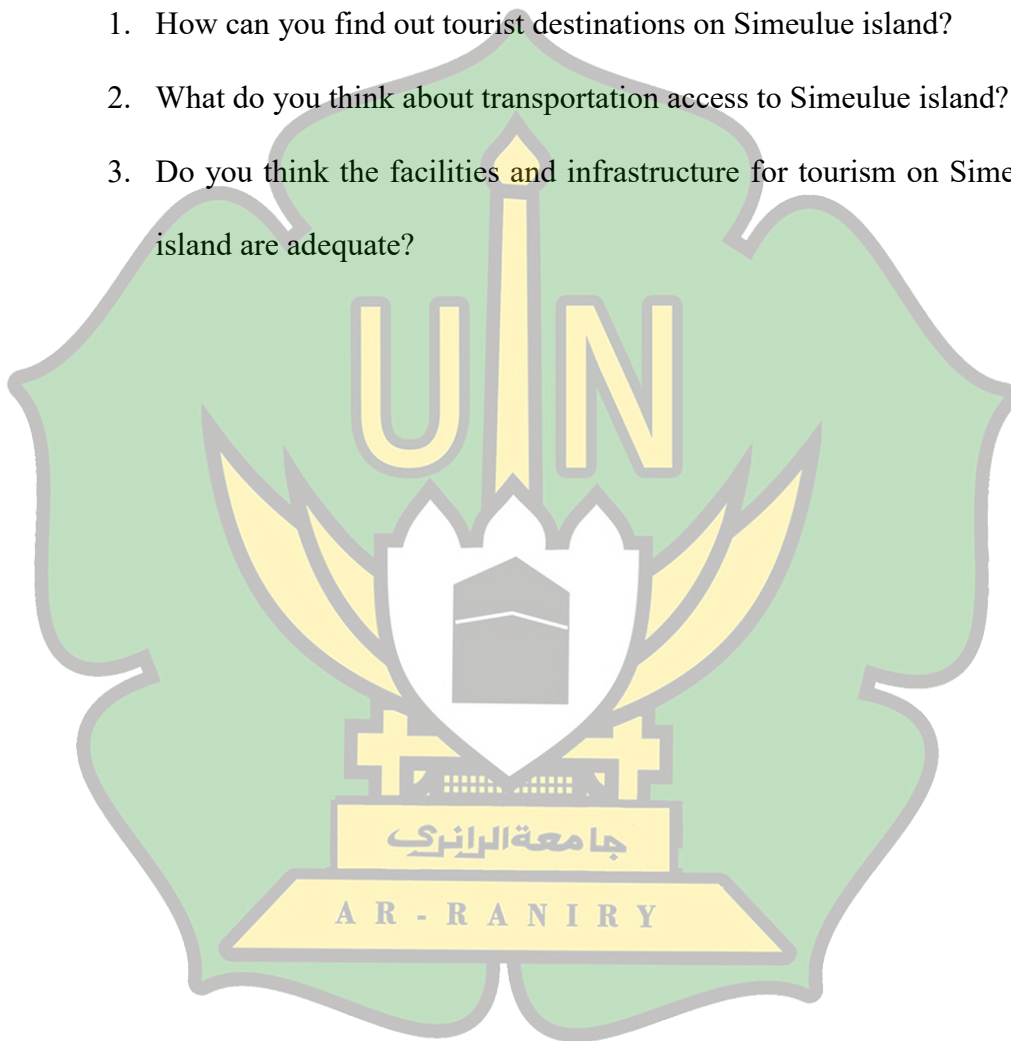 1. How can you find out tourist destinations on Simeulue island?
2. What do you think about transportation access to Simeulue island?
3. Do you think the facilities and infrastructure for tourism on Sime
island are adequate?
UIN
جامعةالرانري
AR-RANIRY